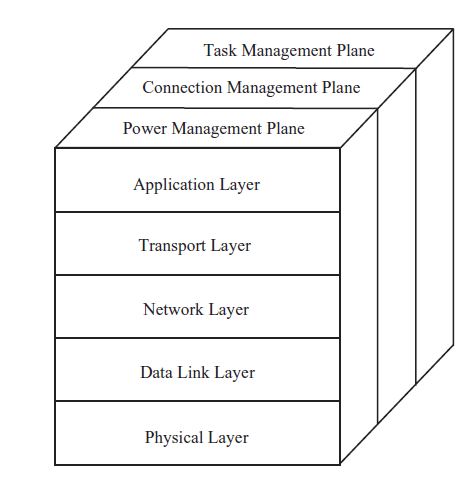 Task Management Plane
Connection Management Plane
Power Management Plane
Application Layer
Transport Layer
Network Layer
Data Link Layer
Physical Layer